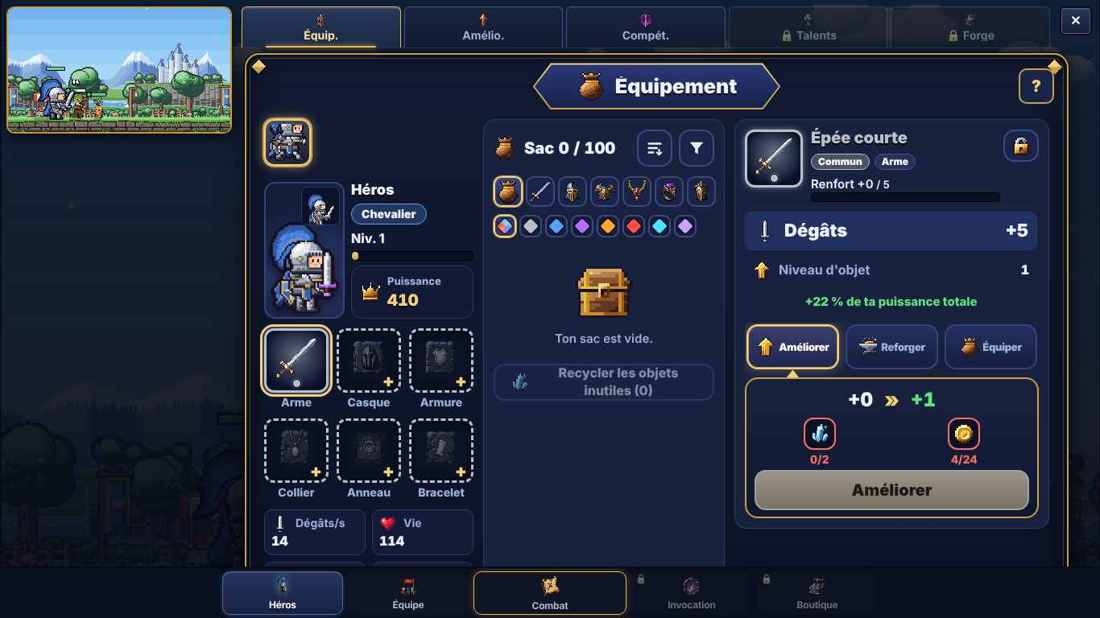 Équip.
Amélio.
Compét.
Talents
Forge
Équipement
?
Héros
Chevalier
Niv. 1
Puissance
410
Arme
Casque
Armure
Collier
Anneau
Bracelet
Dégâts/s
14
Vie
114
Sac 0 / 100
Ton sac est vide.
Recycler les objets
inutiles (0)
Épée courte
Commun
Arme
Renfort +0 / 5
Dégâts
+5
Niveau d'objet
1
+22 % de ta puissance totale
Améliorer
Reforger
Équiper
+0 » +1
0/2
4/24
Améliorer
Héros
Équipe
Combat
Invocation
Boutique